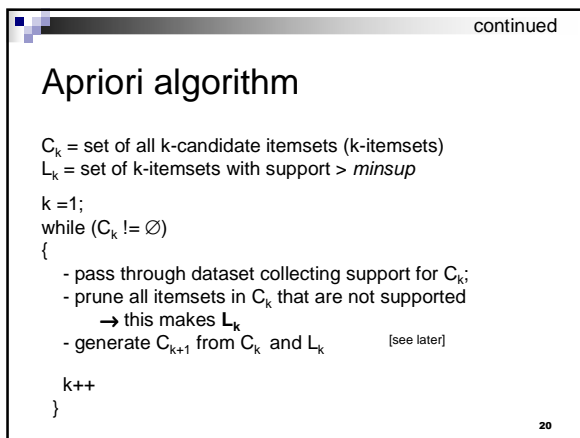 continued
Apriori algorithm
Cₖ = set of all k-candidate itemsets (k-itemsets)
Lₖ = set of k-itemsets with support > minsup
k =1;
while (Cₖ != ∅)
{
- pass through dataset collecting support for Cₖ;
- prune all itemsets in Cₖ that are not supported
→ this makes Lₖ
- generate Cₖ₊₁ from Cₖ and Lₖ [see later]
k++
}
20